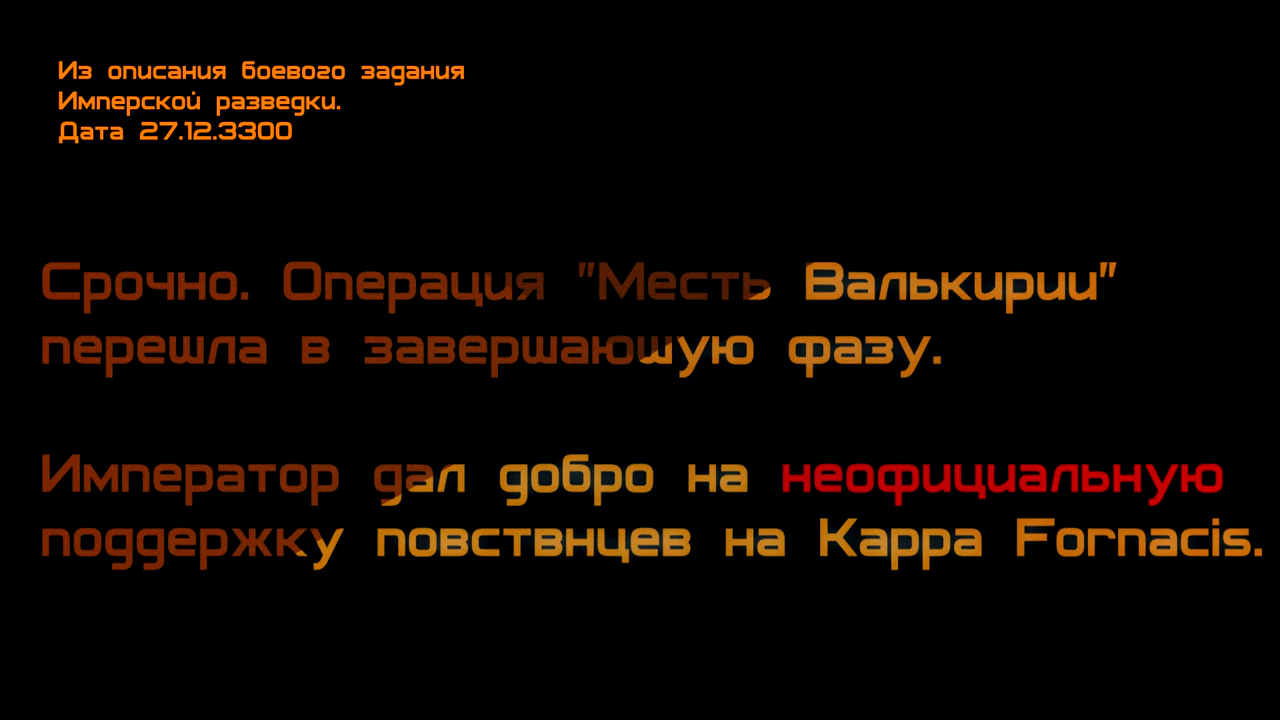 Из описания боевого задания
Имперской разведки.
Дата 27.12.3300
Срочно. Операция "Месть Валькирии"
перешла в завершающую фазу.
Император дал добро на неофициальную
поддержку повствнцев на Kappa Fornacis.